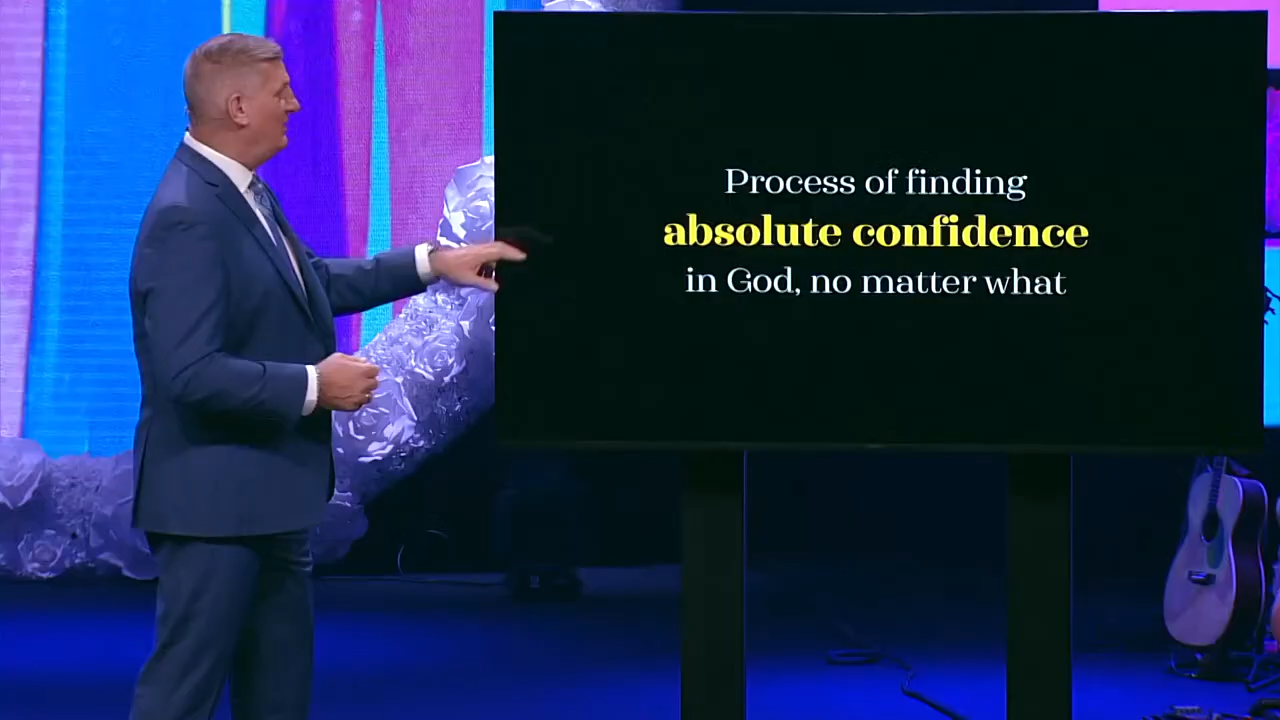 Process of finding
absolute confidence
in God, no matter what